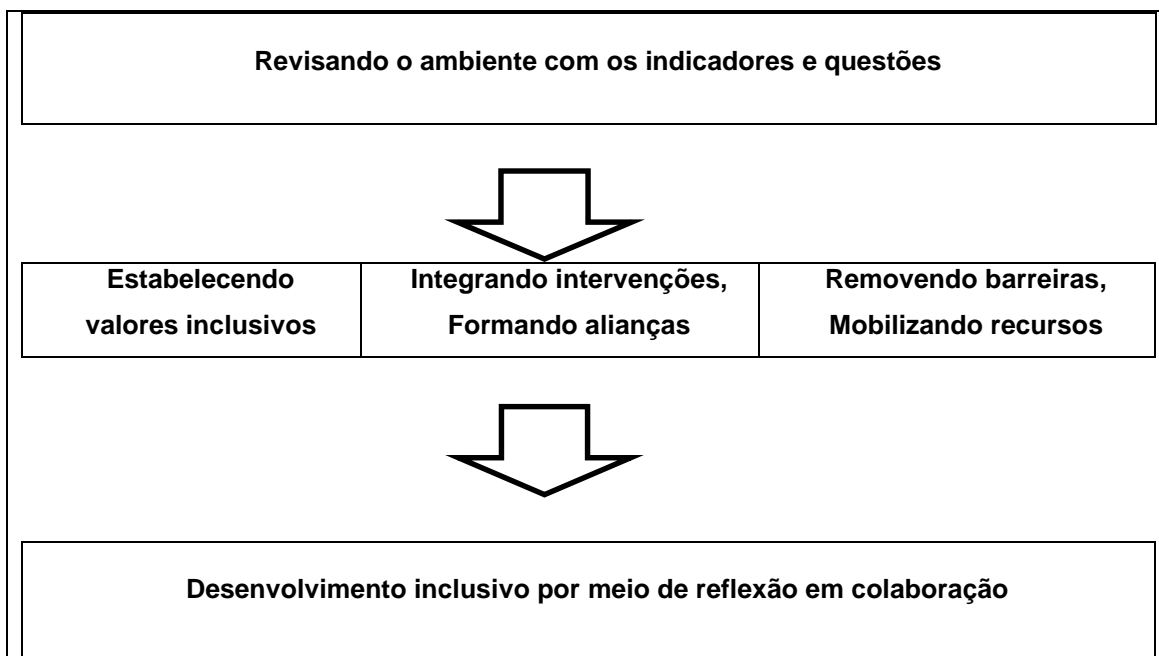 Revisando o ambiente com os indicadores e questões
Estabelecendo
valores inclusivos
Integrando intervenções,
Formando alianças
Removendo barreiras,
Mobilizando recursos
Desenvolvimento inclusivo por meio de reflexão em colaboração